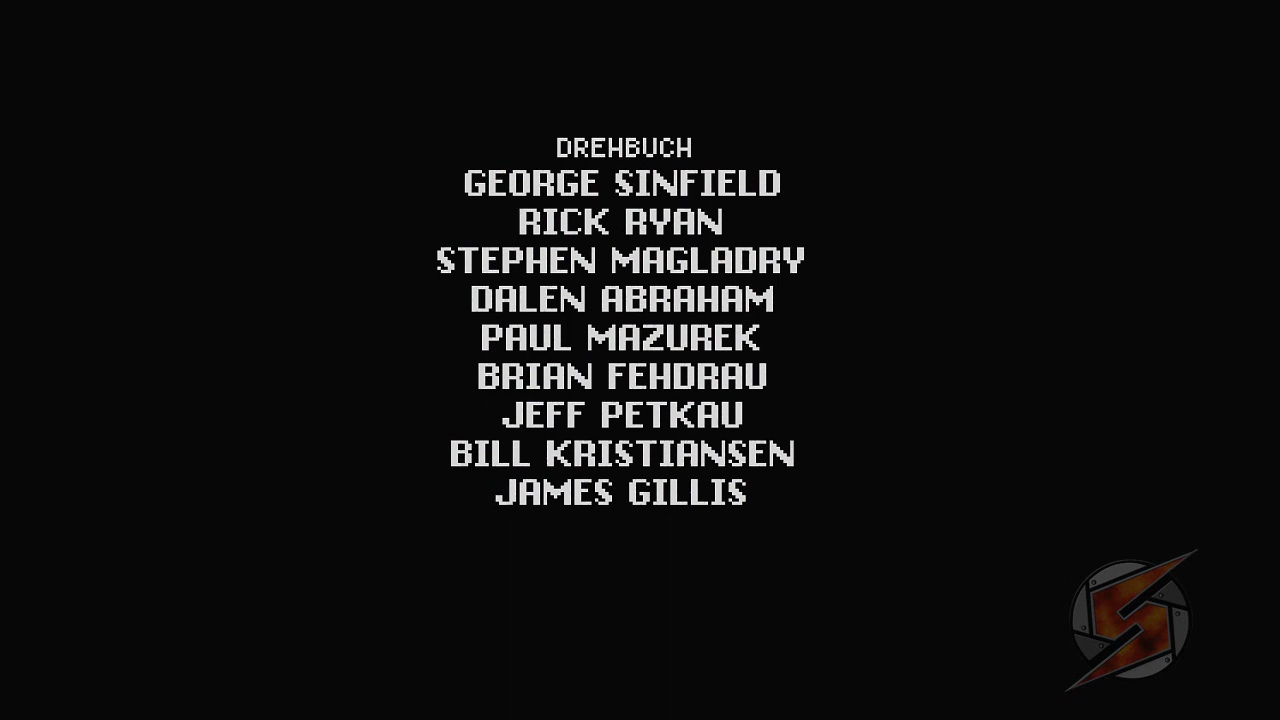 DREHBUCH
GEORGE SINFIELD
RICK RYAN
STEPHEN MAGLADRY
DALEN ABRAHAM
PAUL MAZUREK
BRIAN FEHDRAU
JEFF PETKAU
BILL KRISTIANSEN
JAMES GILLIS